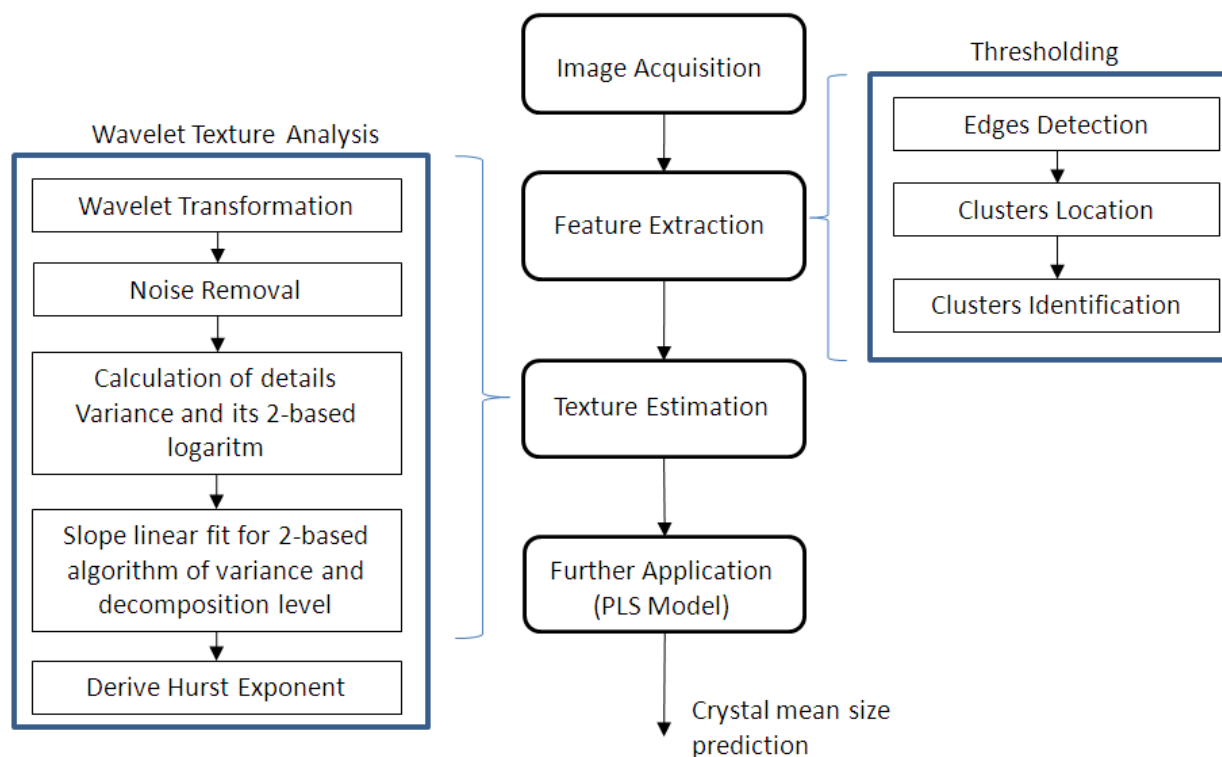 Image Acquisition
Feature Extraction
Texture Estimation
Further Application
(PLS Model)
Crystal mean size
prediction
Thresholding
Edges Detection
Clusters Location
Clusters Identification
Wavelet Texture Analysis
Wavelet Transformation
Noise Removal
Calculation of details
Variance and its 2-based
logaritm
Slope linear fit for 2-based
algorithm of variance and
decomposition level
Derive Hurst Exponent